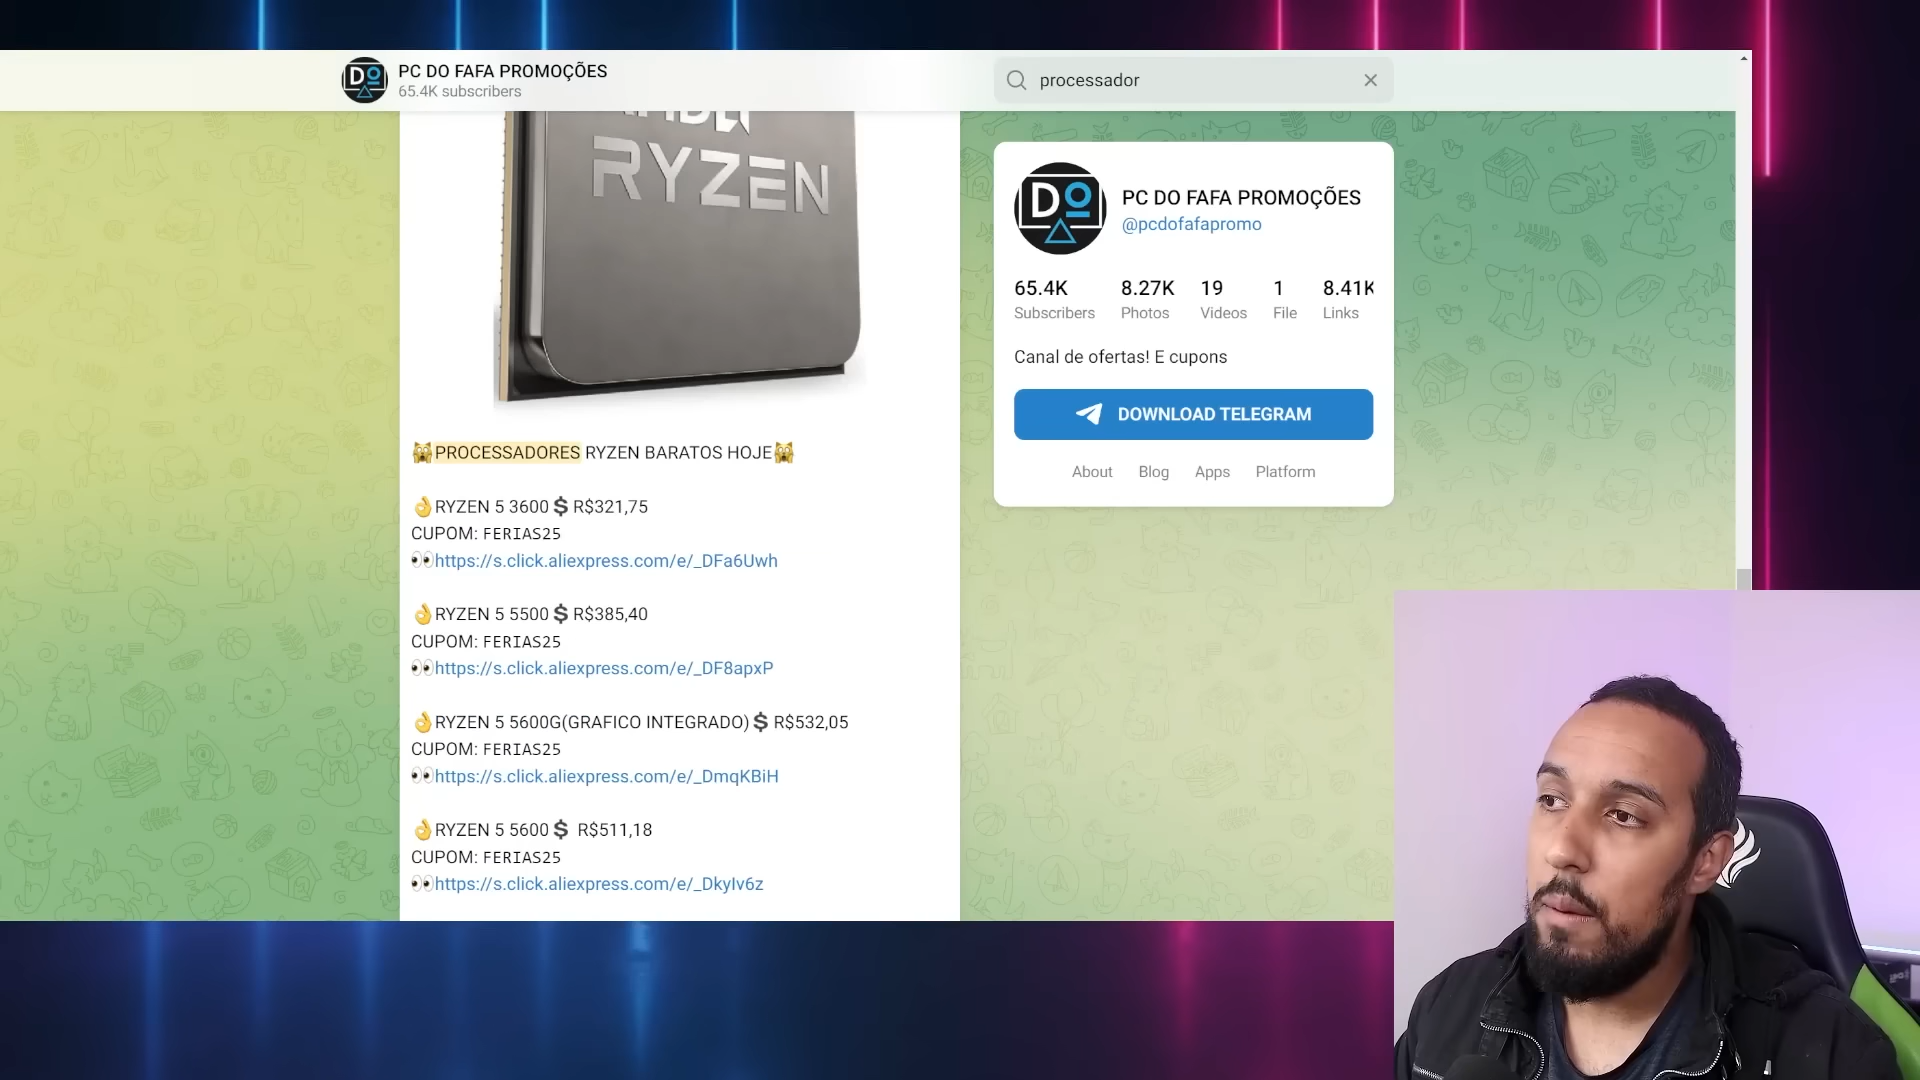 PC DO FAFA PROMOÇÕES
65.4K subscribers
processador
RYZEN
PROCESSADORES RYZEN BARATOS HOJE
RYZEN 5 3600💲R$321,75
CUPOM: FERIAS25
https://s.click.aliexpress.com/e/_DFa6Uwh
RYZEN 5 5500💲R$385,40
CUPOM: FERIAS25
https://s.click.aliexpress.com/e/_DF8apxP
RYZEN 5 5600G(GRAFICO INTEGRADO)💲R$532,05
CUPOM: FERIAS25
https://s.click.aliexpress.com/e/_DmqKBiH
RYZEN 5 5600💲 R$511,18
CUPOM: FERIAS25
https://s.click.aliexpress.com/e/_DkyIv6z
DO
PC DO FAFA PROMOÇÕES
@pcdofafapromo
65.4K 8.27K 19 1 8.41K
Subscribers Photos Videos File Links
Canal de ofertas! E cupons
DOWNLOAD TELEGRAM
About Blog Apps Platform